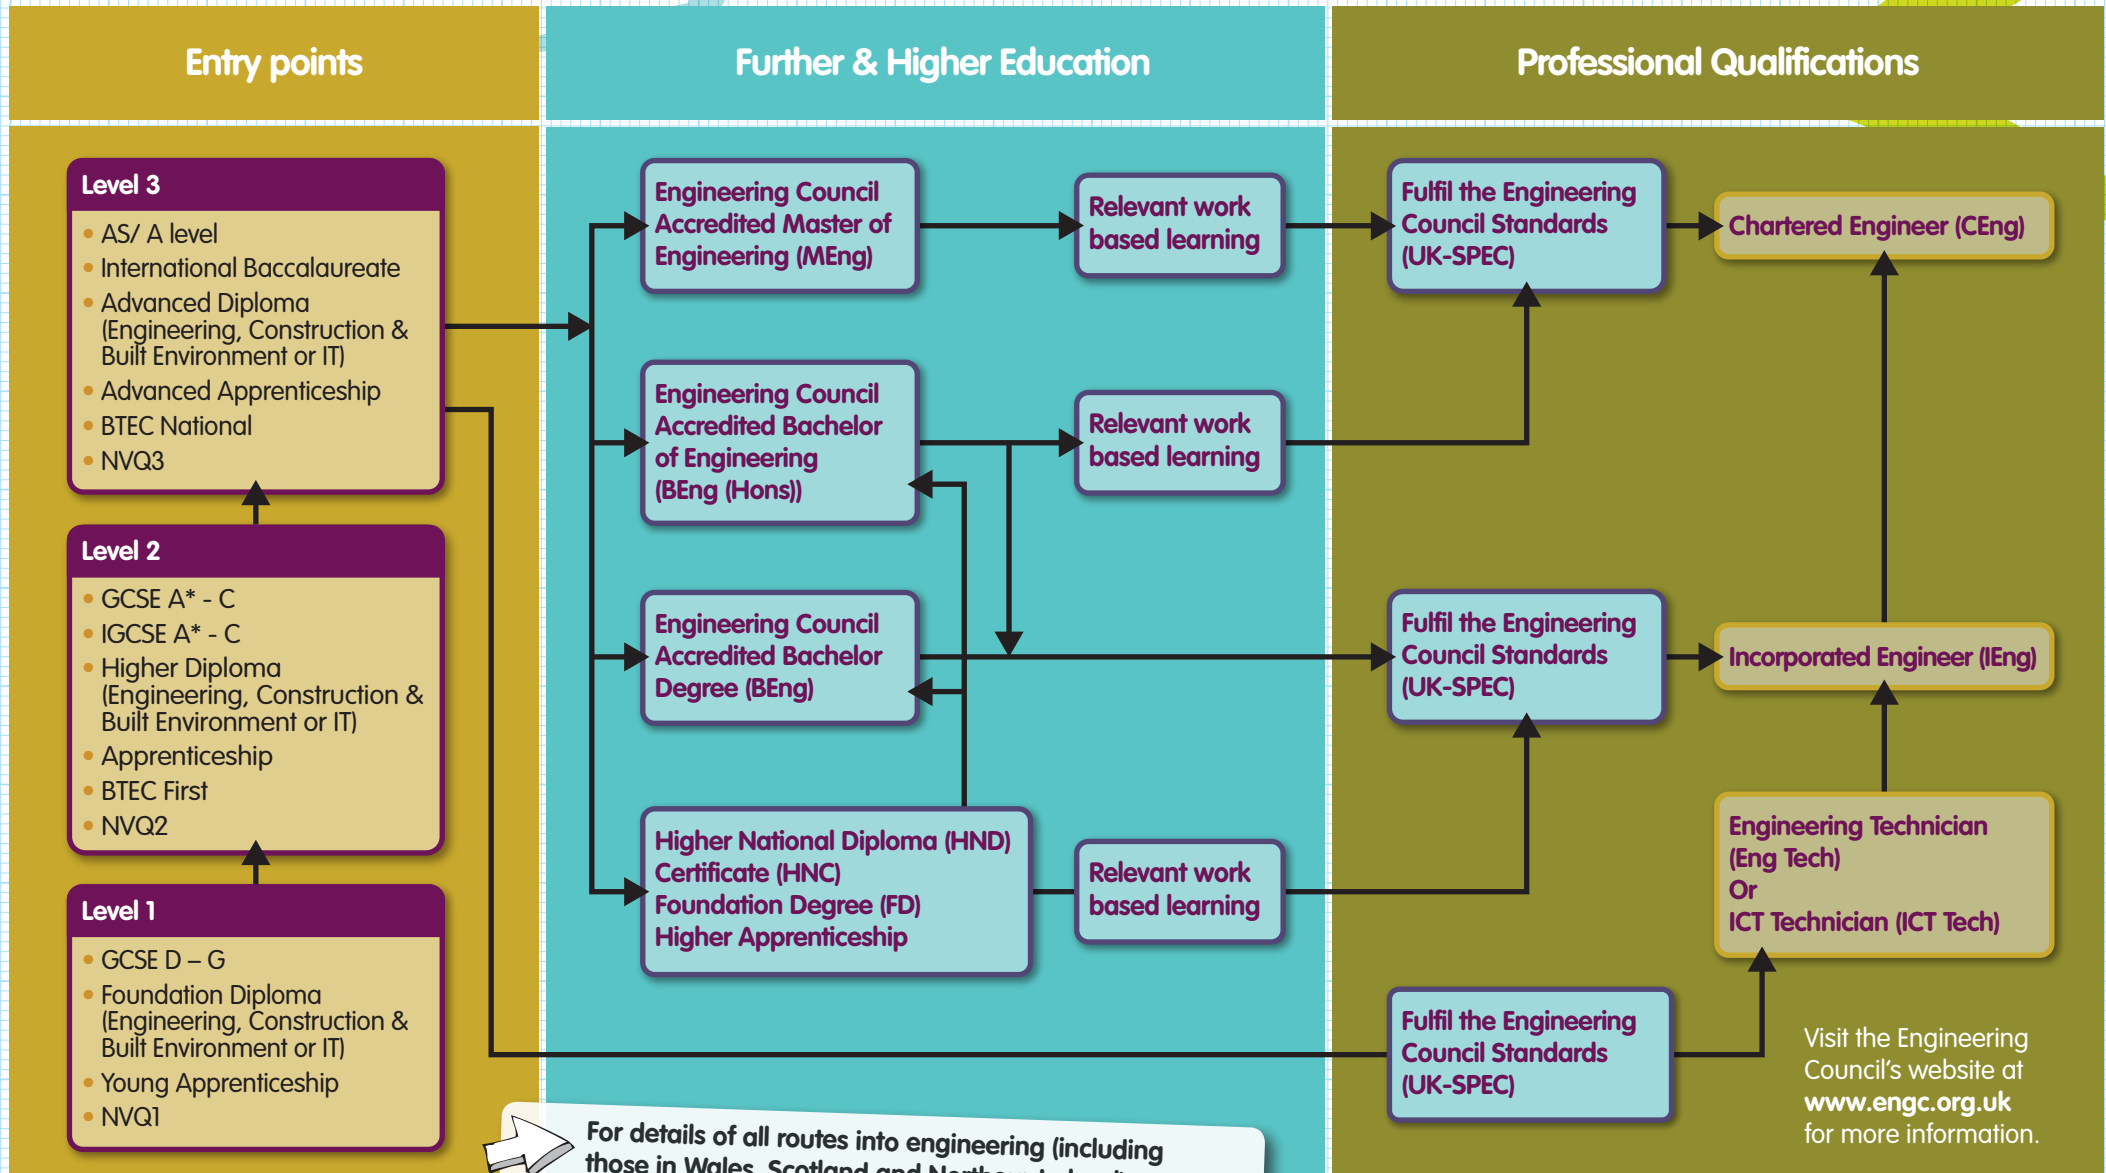 Entry points
Further & Higher Education
Professional Qualifications
Level 3
• AS/ A level
• International Baccalaureate
• Advanced Diploma
(Engineering, Construction &
Built Environment or IT)
• Advanced Apprenticeship
• BTEC National
• NVQ3
Level 2
• GCSE A* - C
• IGCSE A* - C
• Higher Diploma
(Engineering, Construction &
Built Environment or IT)
• Apprenticeship
• BTEC First
• NVQ2
Level 1
• GCSE D – G
• Foundation Diploma
(Engineering, Construction &
Built Environment or IT)
• Young Apprenticeship
• NVQ1
Engineering Council
Accredited Master of
Engineering (MEng)
Relevant work
based learning
Engineering Council
Accredited Bachelor
of Engineering
(BEng (Hons))
Relevant work
based learning
Engineering Council
Accredited Bachelor
Degree (BEng)
Higher National Diploma (HND)
Certificate (HNC)
Foundation Degree (FD)
Higher Apprenticeship
Relevant work
based learning
For details of all routes into engineering (including
those in Wales, Scotland and
Fulfil the Engineering
Council Standards
(UK-SPEC)
Chartered Engineer (CEng)
Fulfil the Engineering
Council Standards
(UK-SPEC)
Incorporated Engineer (IEng)
Engineering Technician
(Eng Tech)
Or
ICT Technician (ICT Tech)
Fulfil the Engineering
Council Standards
(UK-SPEC)
Visit the Engineering
Council's website at
www.engc.org.uk
for more information.